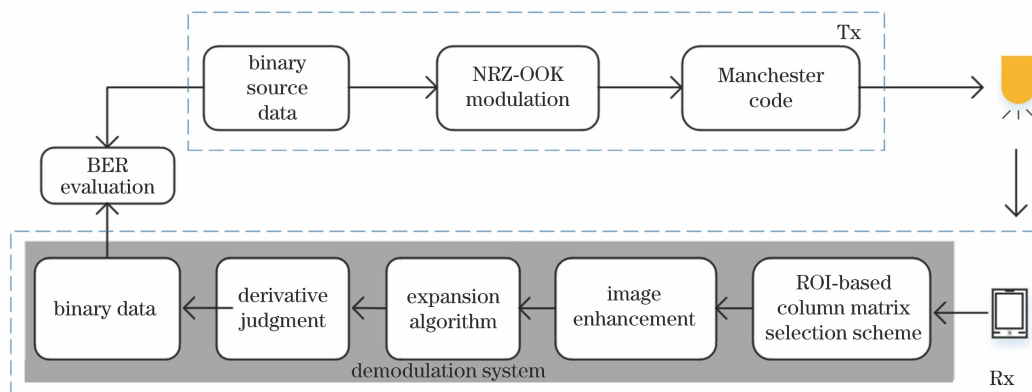 Tx
binary
source
data
NRZ-OOK
modulation
Manchester
code
BER
evaluation
binary data
derivative
judgment
expansion
algorithm
image
enhancement
ROI-based
column matrix
selection scheme
demodulation system
Rx